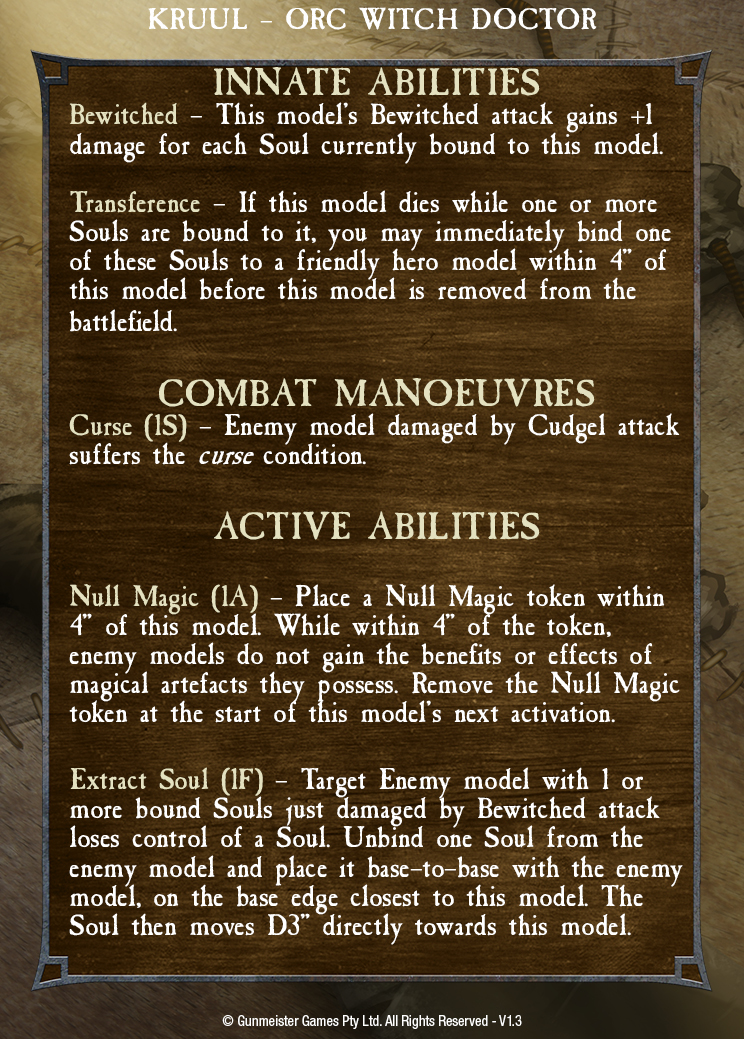 KRUUL – ORC WITCH DOCTOR
INNATE ABILITIES
Bewitched – This model's Bewitched attack gains +1
damage for each Soul currently bound to this model.
Transference – If this model dies while one or more
Souls are bound to it, you may immediately bind one
of these Souls to a friendly hero model within 4" of
this model before this model is removed from the
battlefield.
COMBAT MANOEUVRES
Curse (1S) – Enemy model damaged by Cudgel attack
suffers the curse condition.
ACTIVE ABILITIES
Null Magic (1A) – Place a Null Magic token within
4" of this model. While within 4" of the token,
enemy models do not gain the benefits or effects of
magical artefacts they possess. Remove the Null Magic
token at the start of this model's next activation.
Extract Soul (1F) – Target Enemy model with 1 or
more bound Souls just damaged by Bewitched attack
loses control of a Soul. Unbind one Soul from the
enemy model and place it base-to-base with the enemy
model, on the base edge closest to this model. The
Soul then moves D3" directly towards this model.
© Gunmeister Games Pty Ltd. All Rights Reserved - V1.3